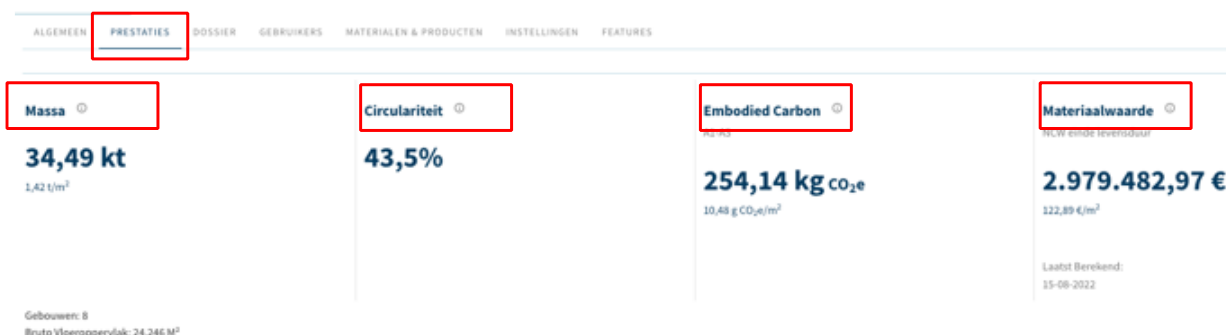 ALGEMEEN PRESTATIES DOSSIER GEBRUIKERS MATERIALEN & PRODUCTEN INSTELLINGEN FEATURES
Massa
34,49 kt
1,42 t/m²
Circulariteit
43,5%
Embodied Carbon
A1-A3
254,14 kg CO₂e
10,48 g CO₂e/m²
Materiaalwaarde
NCW einde levensduur
2.979.482,97 €
122,89 €/m²
Laatst Berekend:
15-08-2022
Gebouwen: 8
Bruto Vloeroppervlak: 24.246 M²